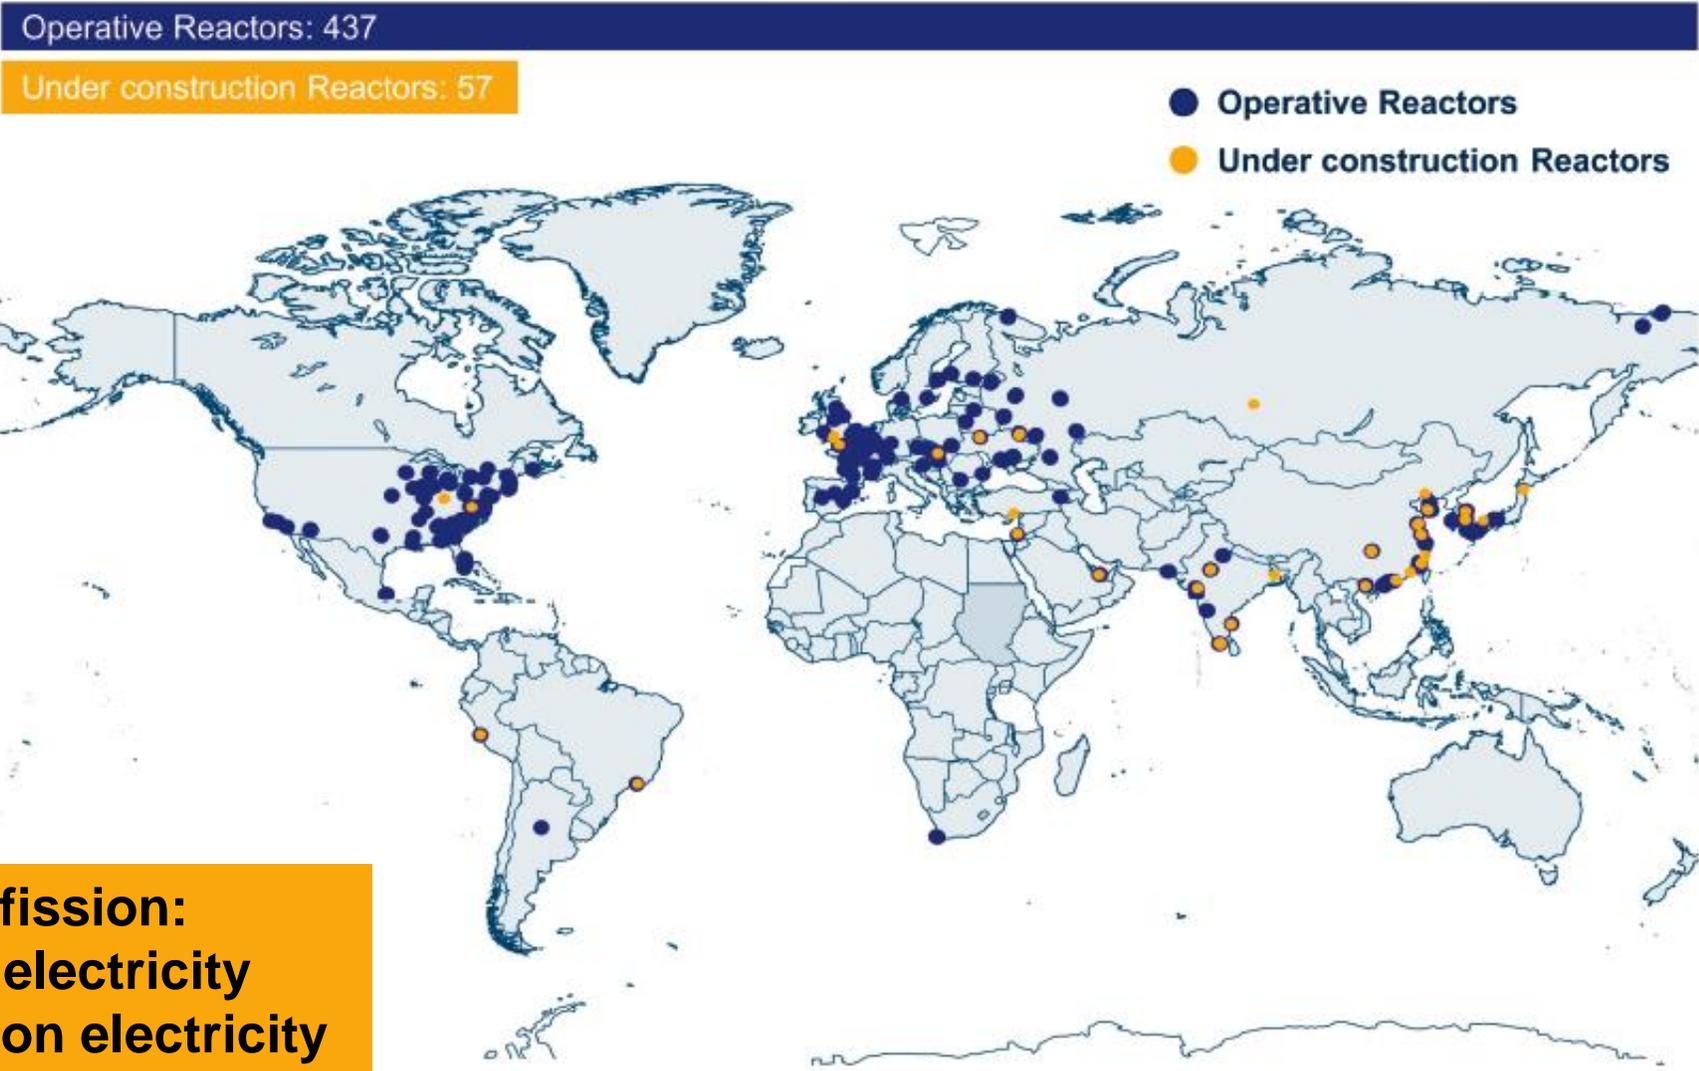 Operative Reactors: 437
Under construction Reactors: 57
Operative Reactors
Under construction Reactors
fission:
electricity
on electricity